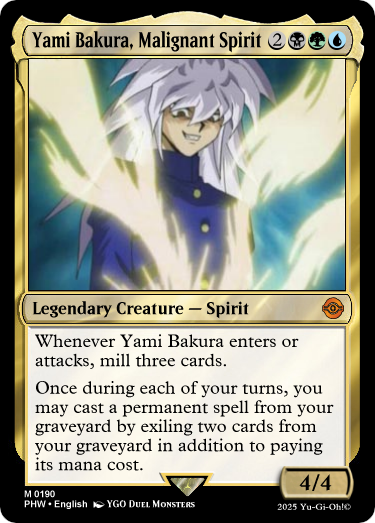 Yami Bakura, Malignant Spirit 2
Legendary Creature — Spirit
Whenever Yami Bakura enters or
attacks, mill three cards.
Once during each of your turns, you
may cast a permanent spell from your
graveyard by exiling two cards from
your graveyard in addition to paying
its mana cost.
4/4
M 0190
PHW • English YGO Duel Monsters
2025 Yu-Gi-Oh!©